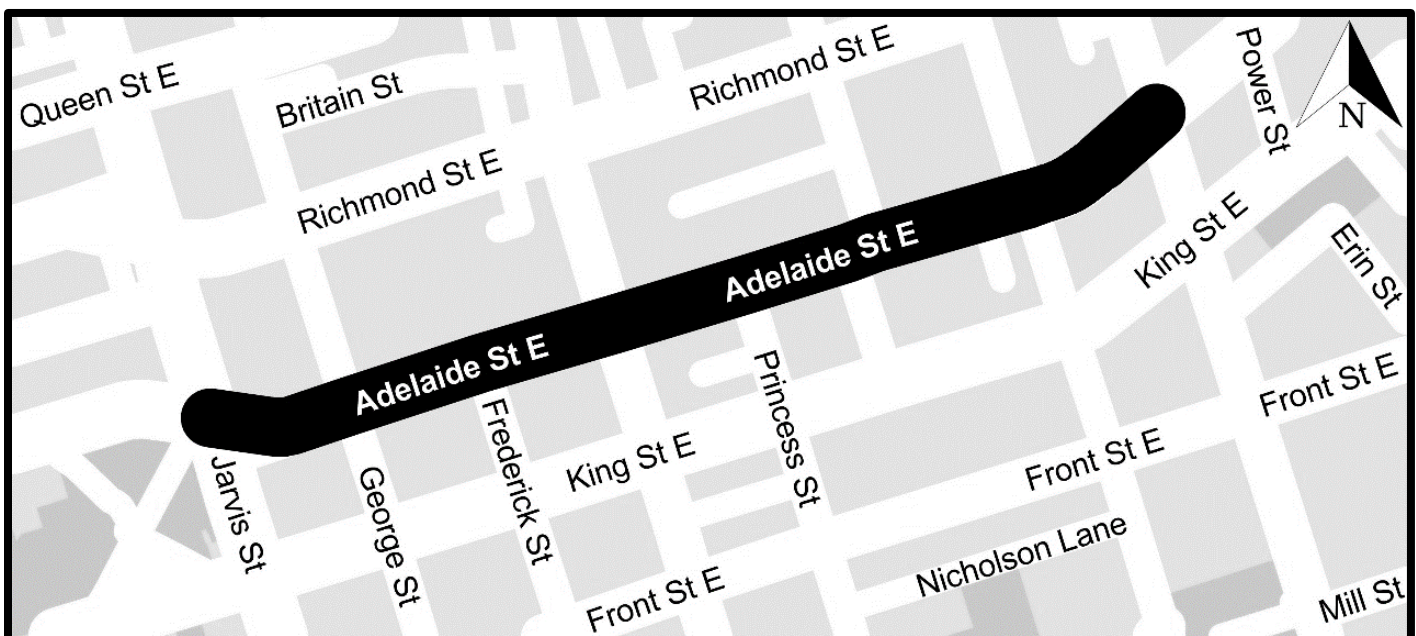 Queen St E
Britain St
Richmond St E
Power St
N
Richmond St E
King St E
Erin St
Adelaide St E
Adelaide St E
Princess St
Front St E
Frederick St
King St E
Front St E
Jarvis St
George St
Nicholson Lane
Front St E
Mill St